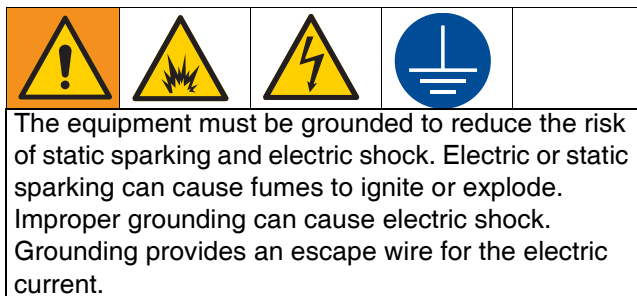 The equipment must be grounded to reduce the risk
of static sparking and electric shock. Electric or static
sparking can cause fumes to ignite or explode.
Improper grounding can cause electric shock.
Grounding provides an escape wire for the electric
current.